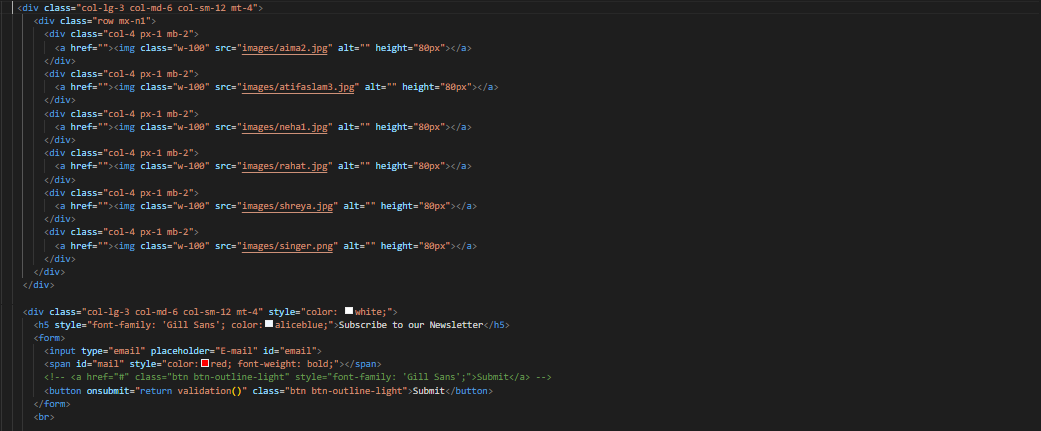 <div class="col-lg-3 col-md-6 col-sm-12 mt-4">
<div class="row mx-n1">
<div class="col-4 px-1 mb-2">
<a href=""><img class="w-100" src="images/aima2.jpg" alt="" height="80px"></a>
</div>
<div class="col-4 px-1 mb-2">
<a href=""><img class="w-100" src="images/atifaslam3.jpg" alt="" height="80px"></a>
</div>
<div class="col-4 px-1 mb-2">
<a href=""><img class="w-100" src="images/neha1.jpg" alt="" height="80px"></a>
</div>
<div class="col-4 px-1 mb-2">
<a href=""><img class="w-100" src="images/rahat.jpg" alt="" height="80px"></a>
</div>
<div class="col-4 px-1 mb-2">
<a href=""><img class="w-100" src="images/shreya.jpg" alt="" height="80px"></a>
</div>
<div class="col-4 px-1 mb-2">
<a href=""><img class="w-100" src="images/singer.png" alt="" height="80px"></a>
</div>
</div>
</div>
<div class="col-lg-3 col-md-6 col-sm-12 mt-4" style="color: white;">
<h5 style="font-family: 'Gill Sans'; color: aliceblue;">Subscribe to our Newsletter</h5>
<form>
<input type="email" placeholder="E-mail" id="email">
<span id="mail" style="color: red; font-weight: bold;"></span>
<!-- <a href="#" class="btn btn-outline-light" style="font-family: 'Gill Sans';">Submit</a> -->
<button onsubmit="return validation()" class="btn btn-outline-light">Submit</button>
</form>
<br>